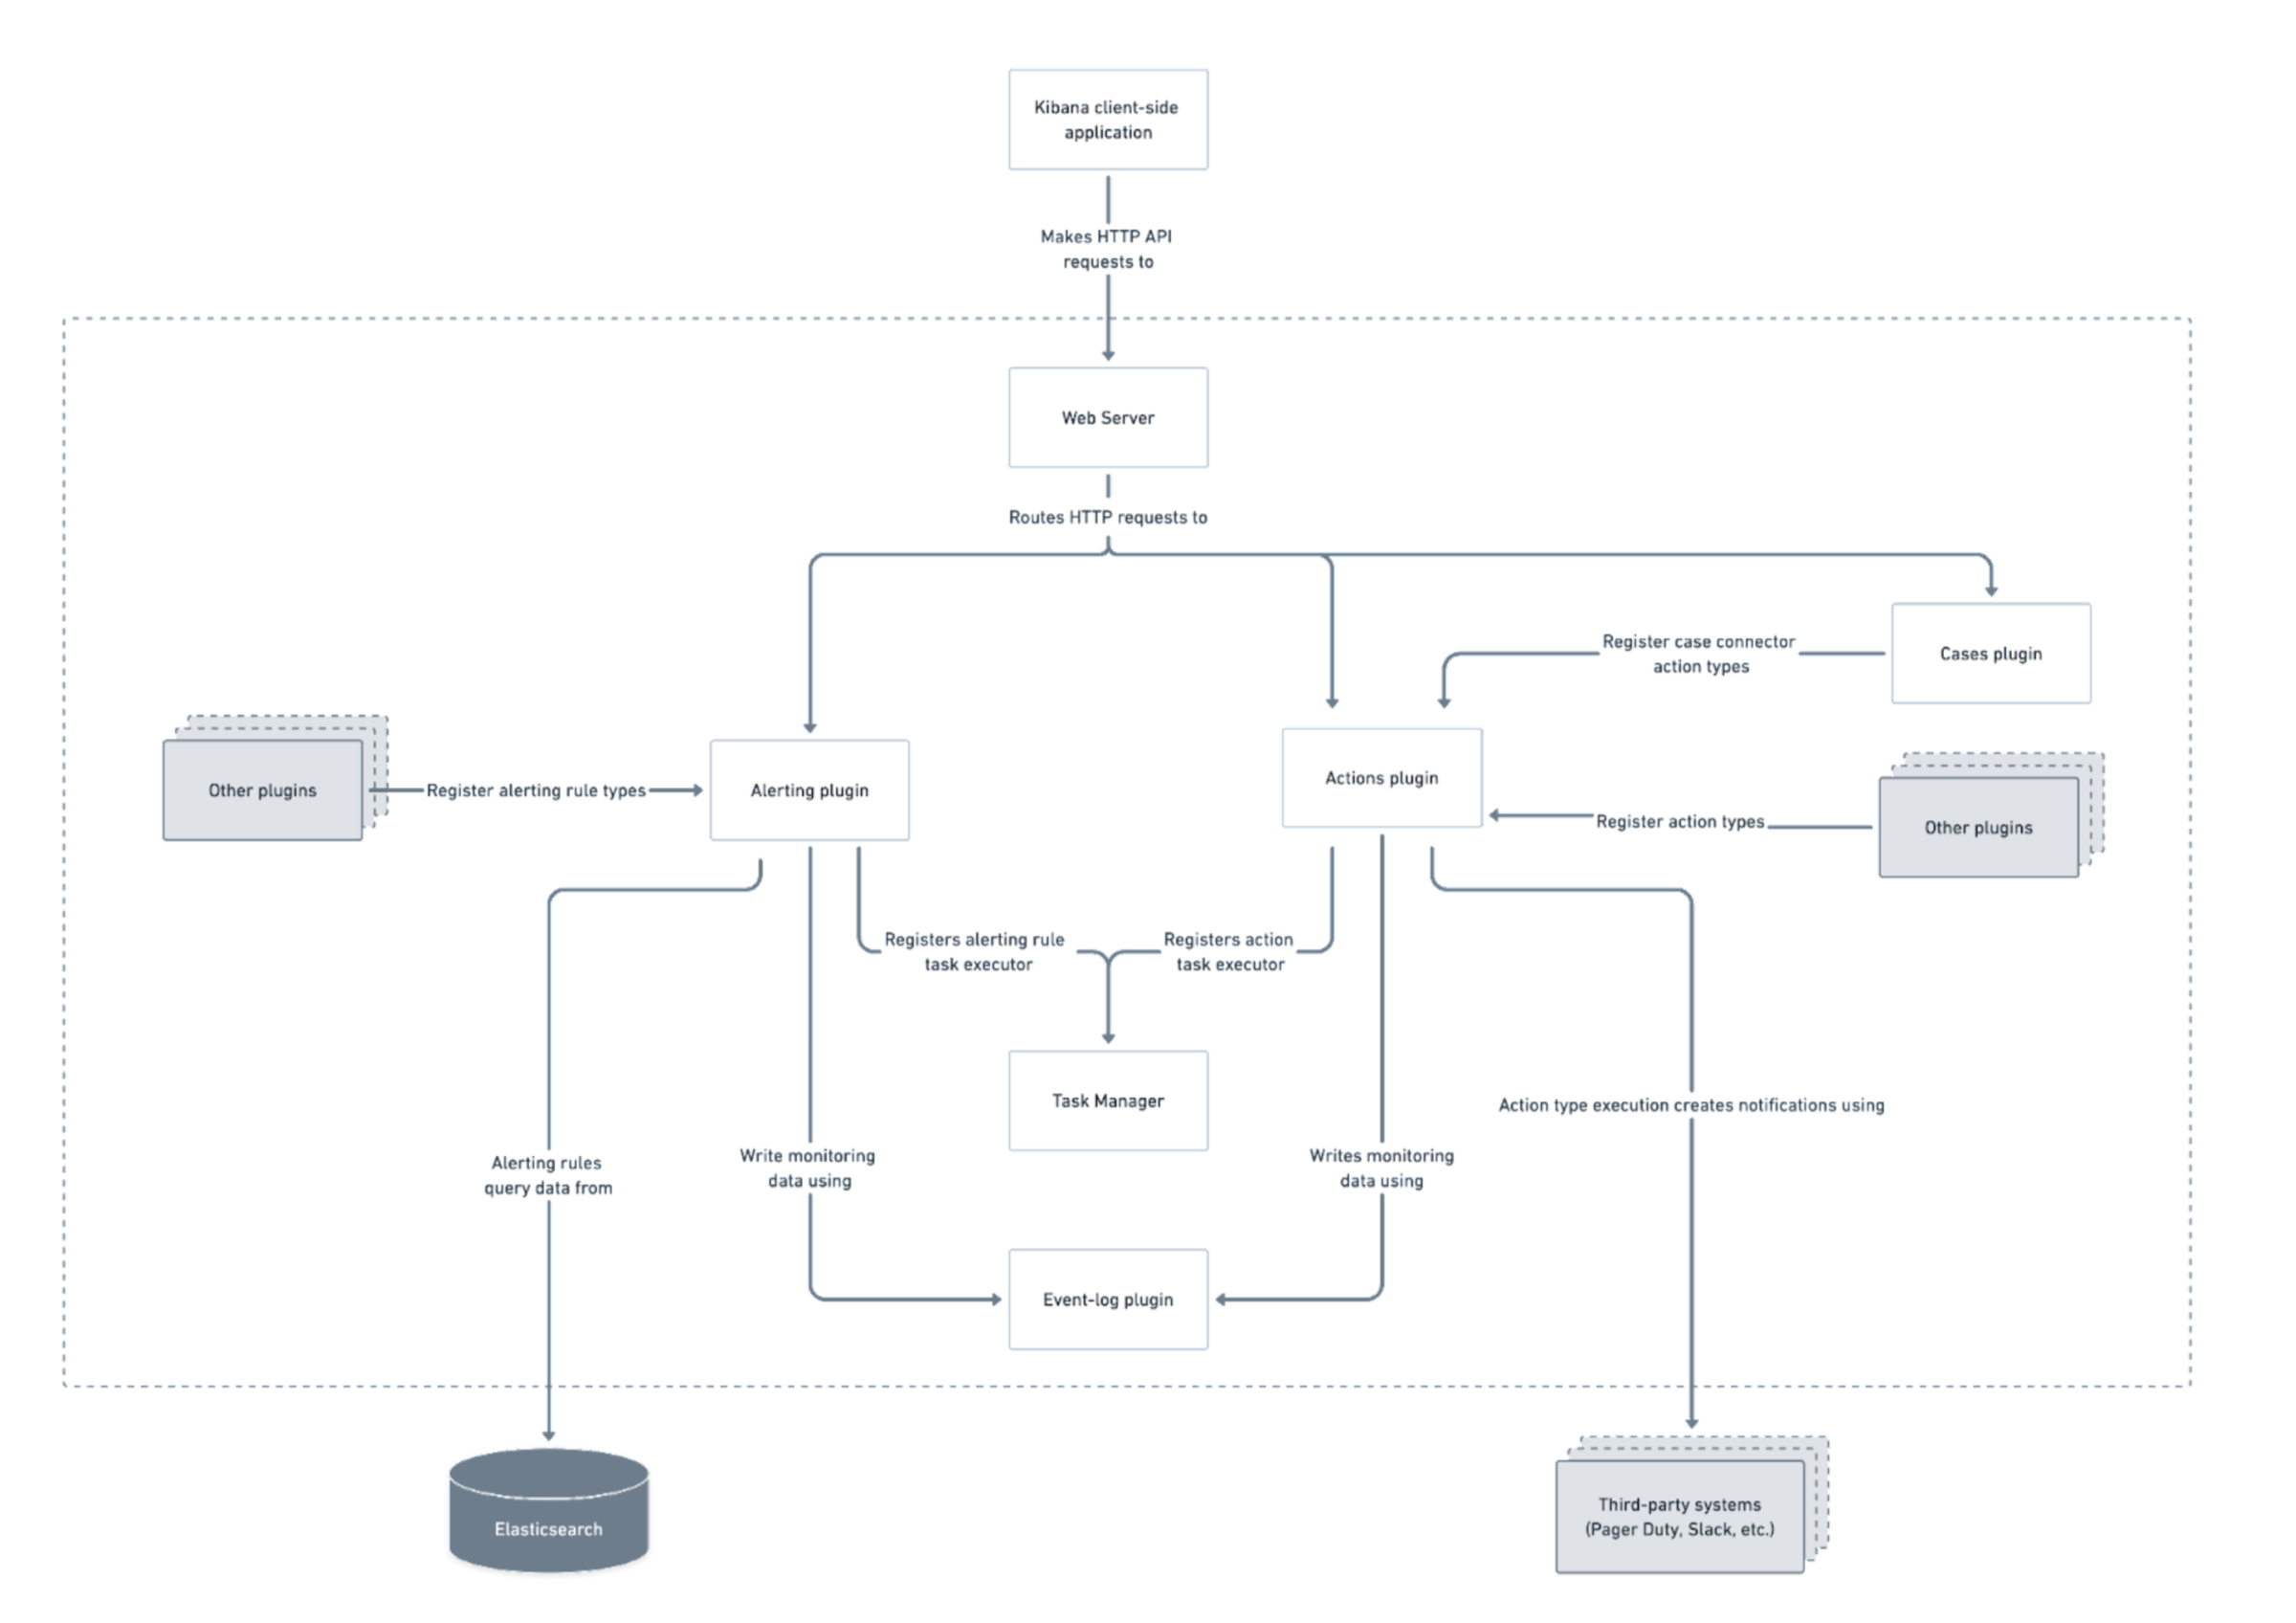 Kibana client-side
application
Makes HTTP API
requests to
Web Server
Routes HTTP requests to
Register case connector
action types
Cases plugin
Other plugins
Register alerting rule types
Alerting plugin
Actions plugin
Register action types
Other plugins
Registers alerting rule
task executor
Registers action
task executor
Task Manager
Action type execution creates notifications using
Alerting rules
query data from
Write monitoring
data using
Writes monitoring
data using
Event-log plugin
Elasticsearch
Third-party systems
(Pager Duty, Slack, etc.)